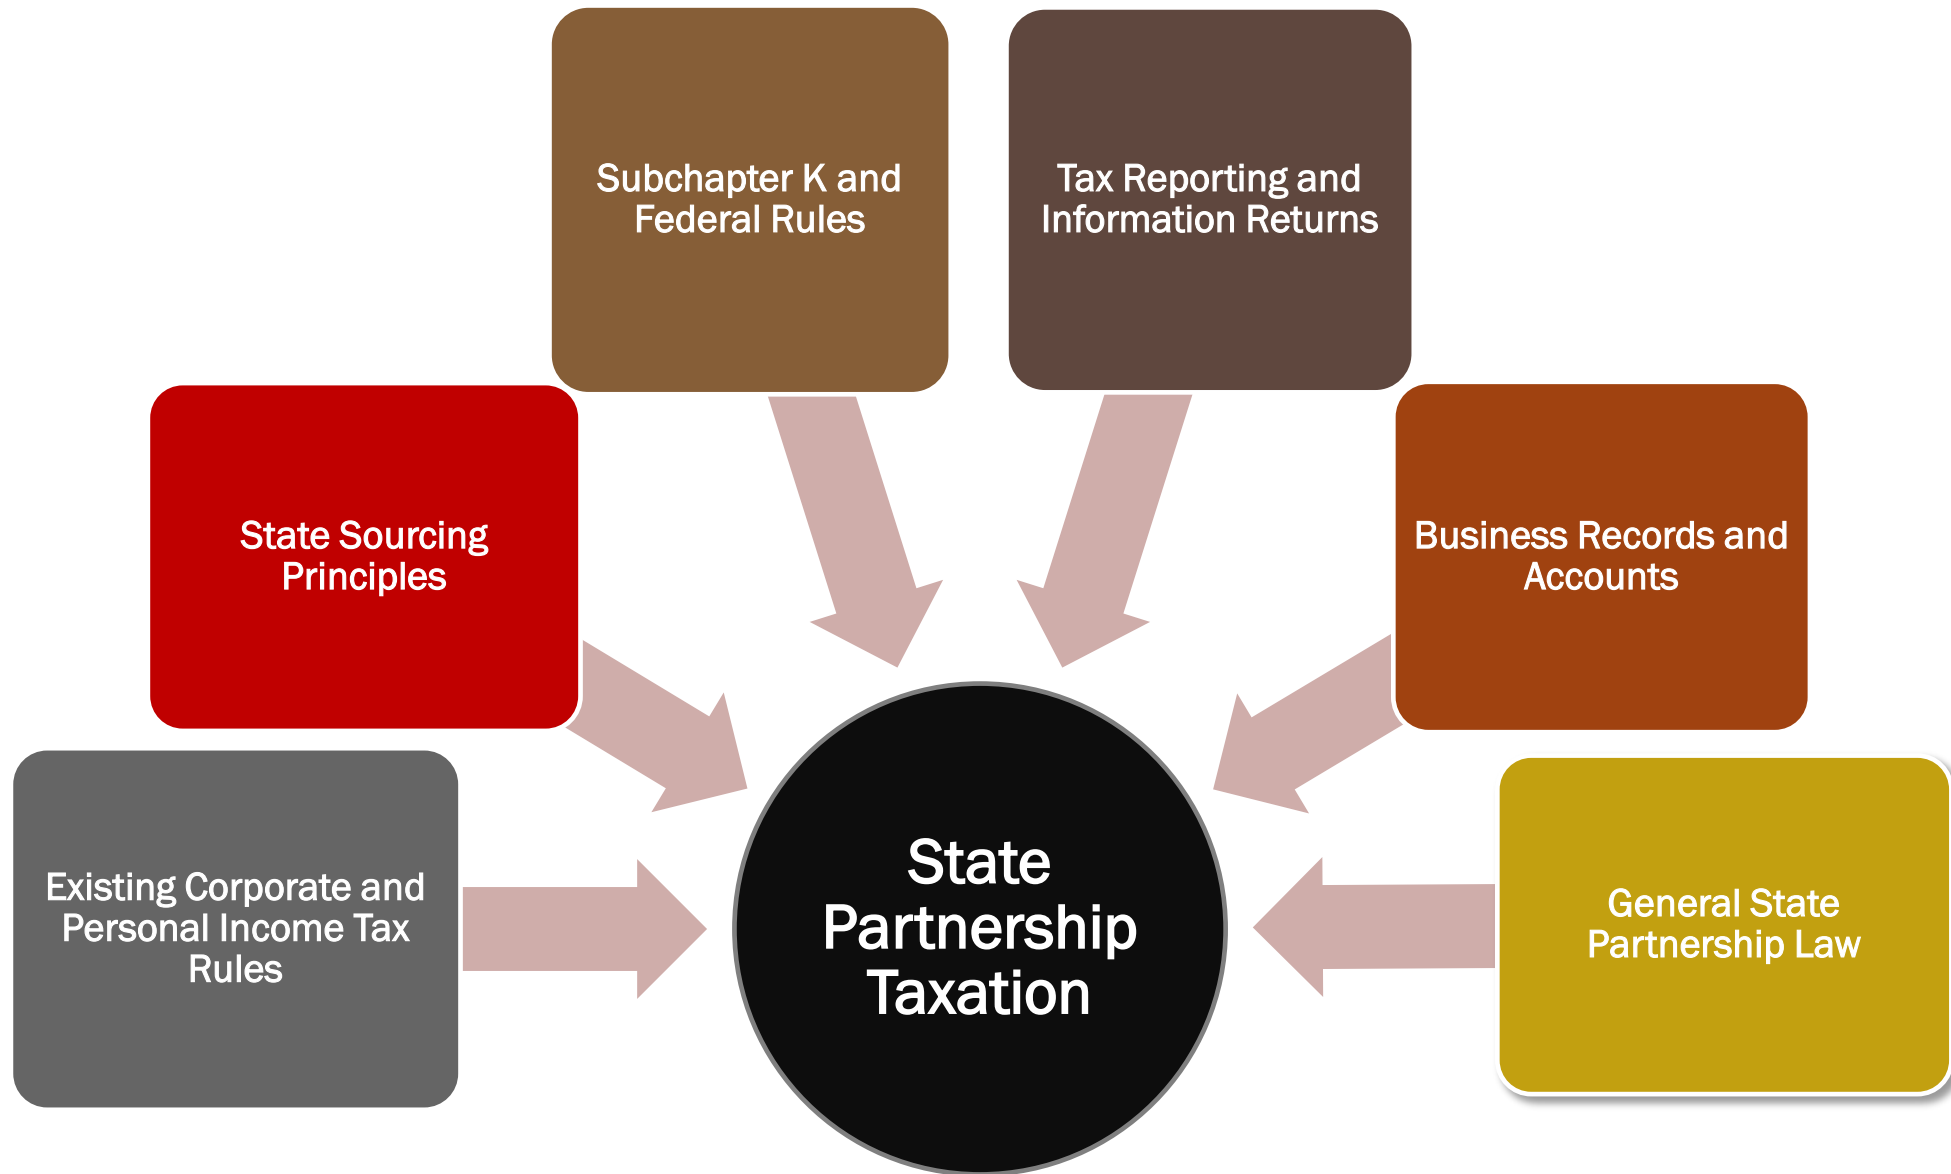 Subchapter K and
Federal Rules
Tax Reporting and
Information Returns
State Sourcing
Principles
Business Records and
Accounts
Existing Corporate and
Personal Income Tax
Rules
State
Partnership
Taxation
General State
Partnership Law